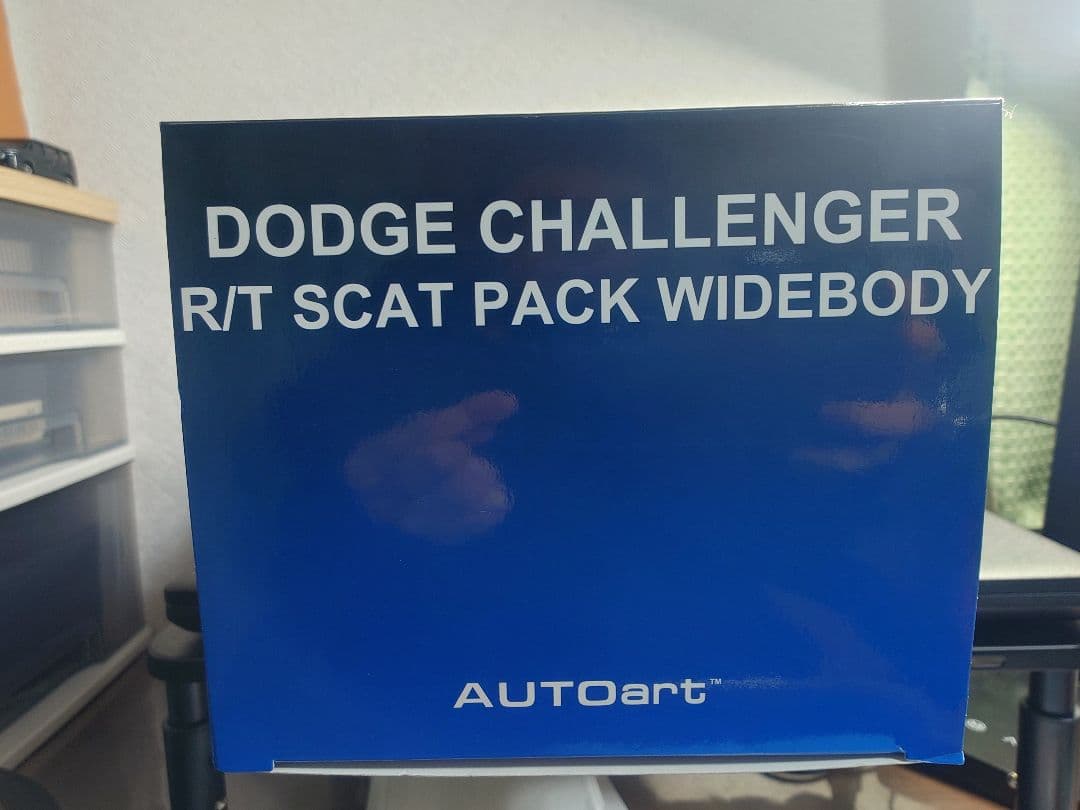 DODGE CHALLENGER
R/T SCAT PACK WIDEBODY
AUTOart™